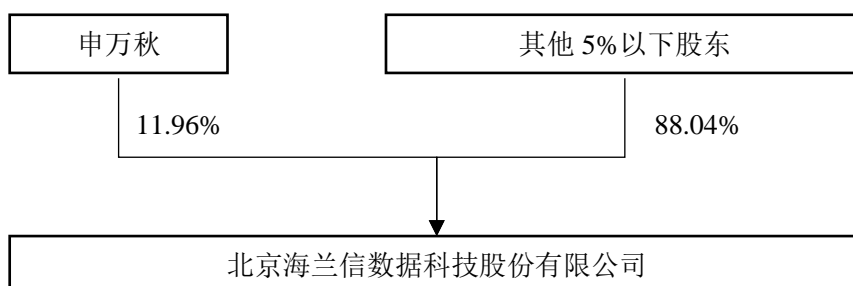 申万秋
其他 5%以下股东
11.96%
88.04%
北京海兰信数据科技股份有限公司